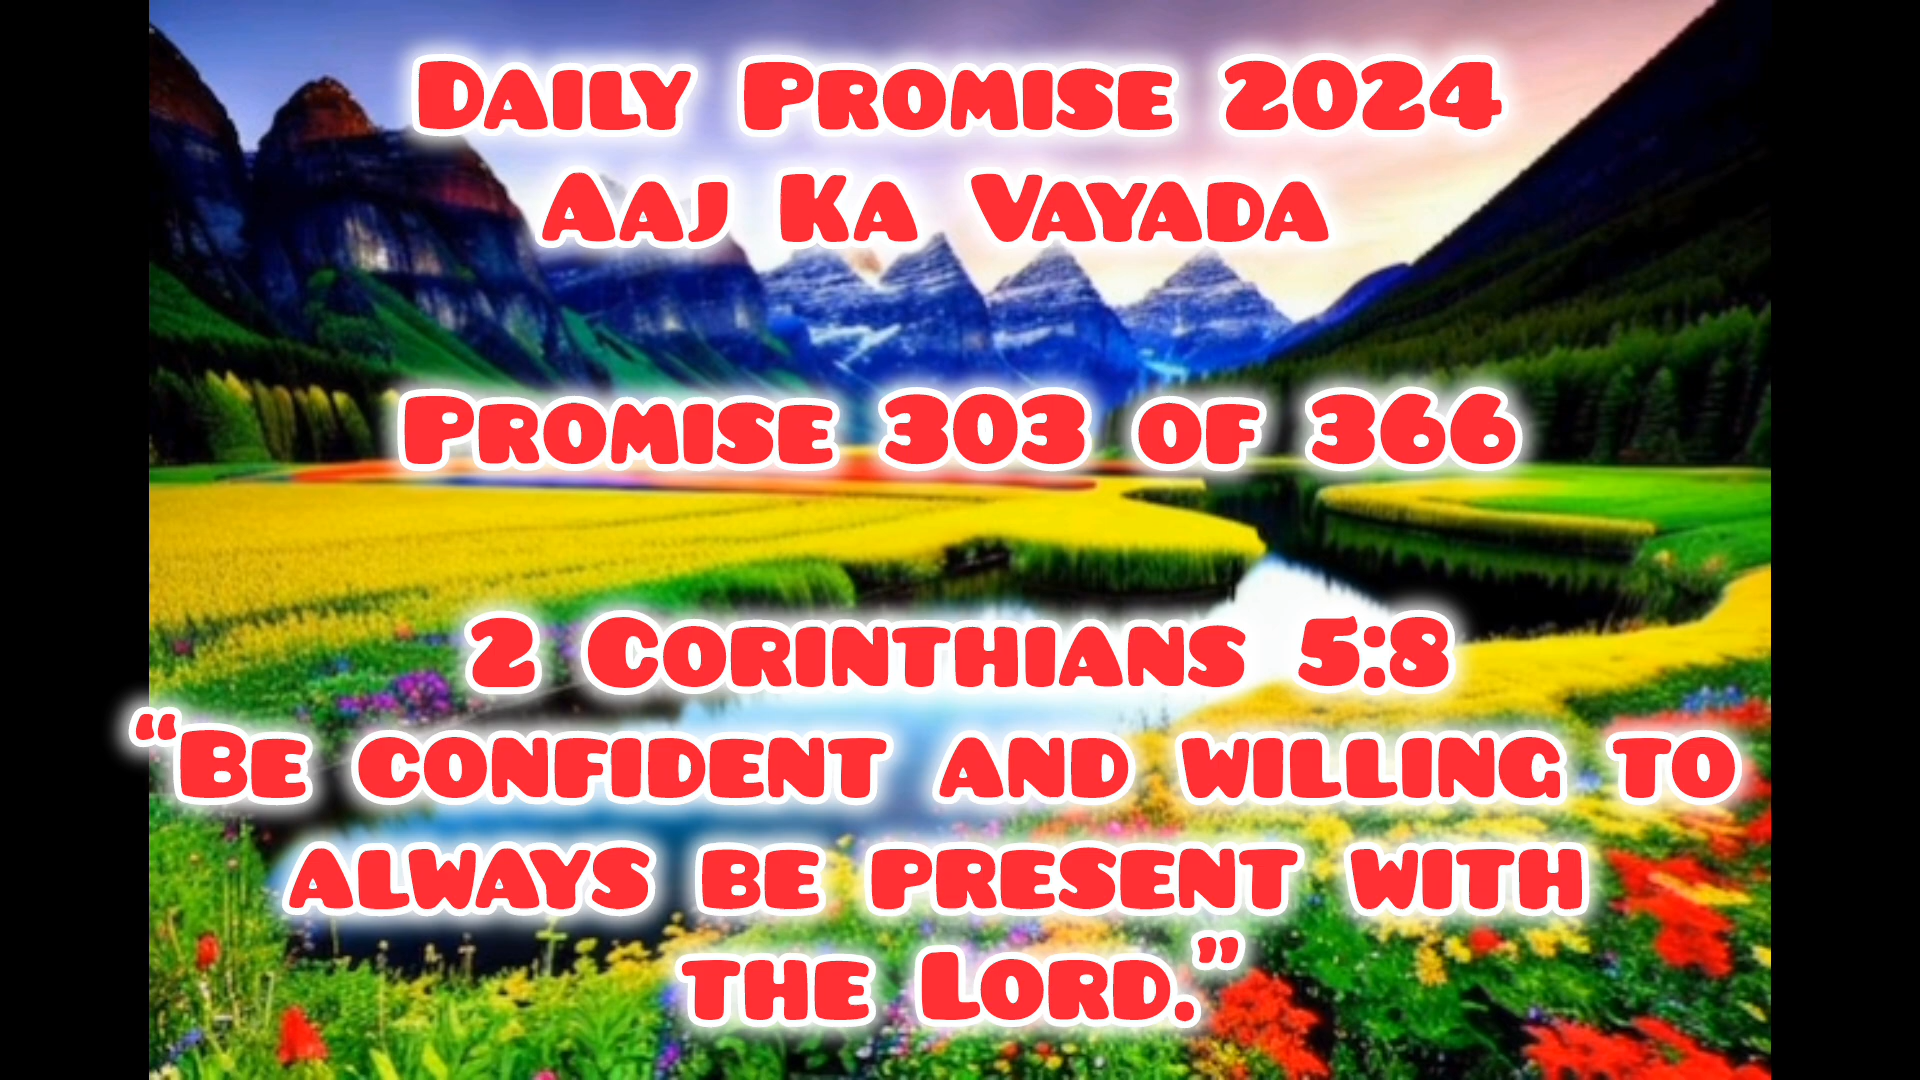 Daily Promise 2024
Aaj Ka Vayada
Promise 303 of 366
2 Corinthians 5:8
“Be confident and willing to
always be present with
the Lord.”